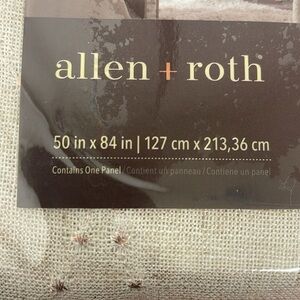 allen + roth
50 in x 84 in | 127 cm x 213,36 cm
Contains One Panel / Contient un panneau / Contiene un panel